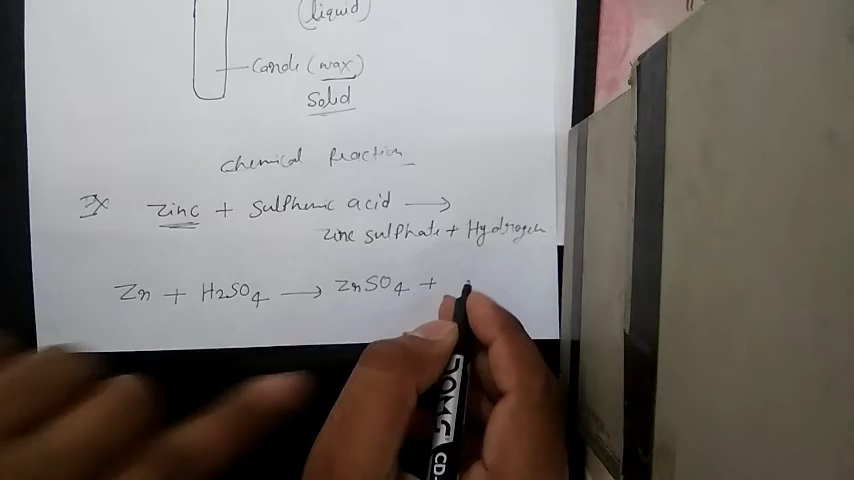 (liquid)
Candle (wax)
Solid
Chemical Reaction
Ex Zinc + Sulphuric acid →
Zinc sulphate + Hydrogen
Zn + H2SO4 → ZnSO4 +